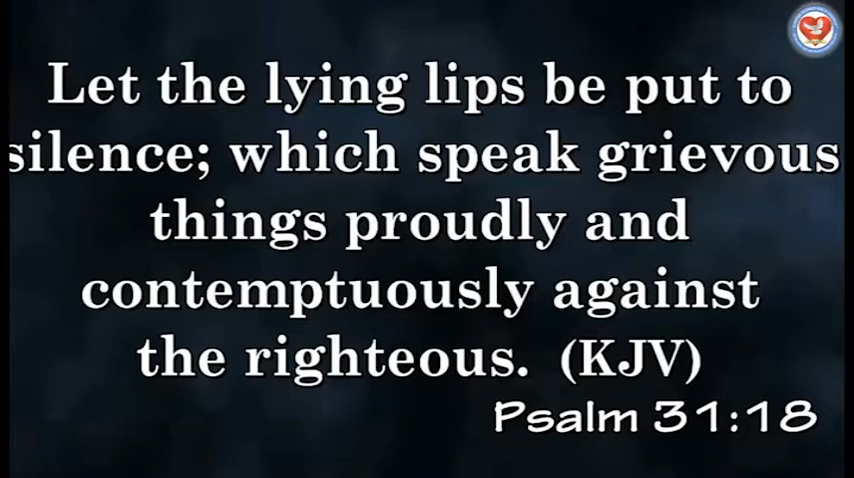 Let the lying lips be put to
silence; which speak grievous
things proudly and
contemptuously against
the righteous. (KJV)
Psalm 31:18